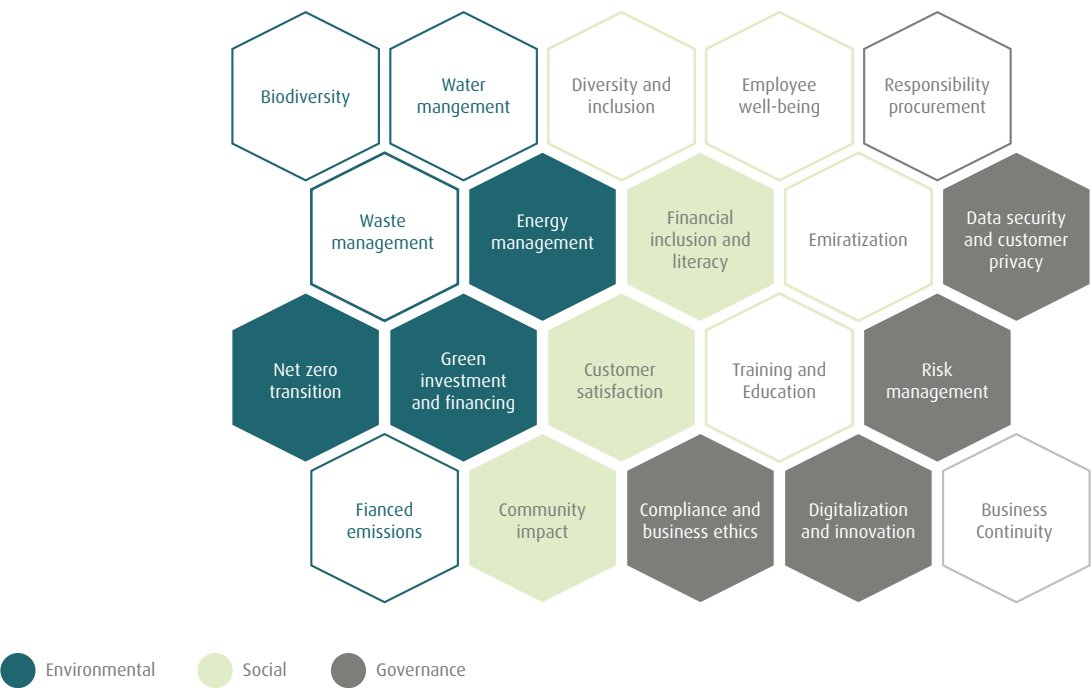 Biodiversity
Water
mangement
Diversity and
inclusion
Employee
well-being
Responsibility
procurement
Waste
management
Energy
management
Financial
inclusion and
literacy
Emiratization
Data security
and customer
privacy
Net zero
transition
Green
investment
and financing
Customer
satisfaction
Training and
Education
Risk
management
Fianced
emissions
Community
impact
Compliance and
business ethics
Digitalization
and innovation
Business
Continuity
Environmental
Social
Governance